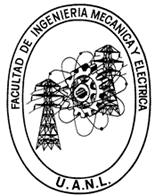 FACULTAD DE INGENIERIA MECANICA Y ELECTRICA
U.A.N.L.